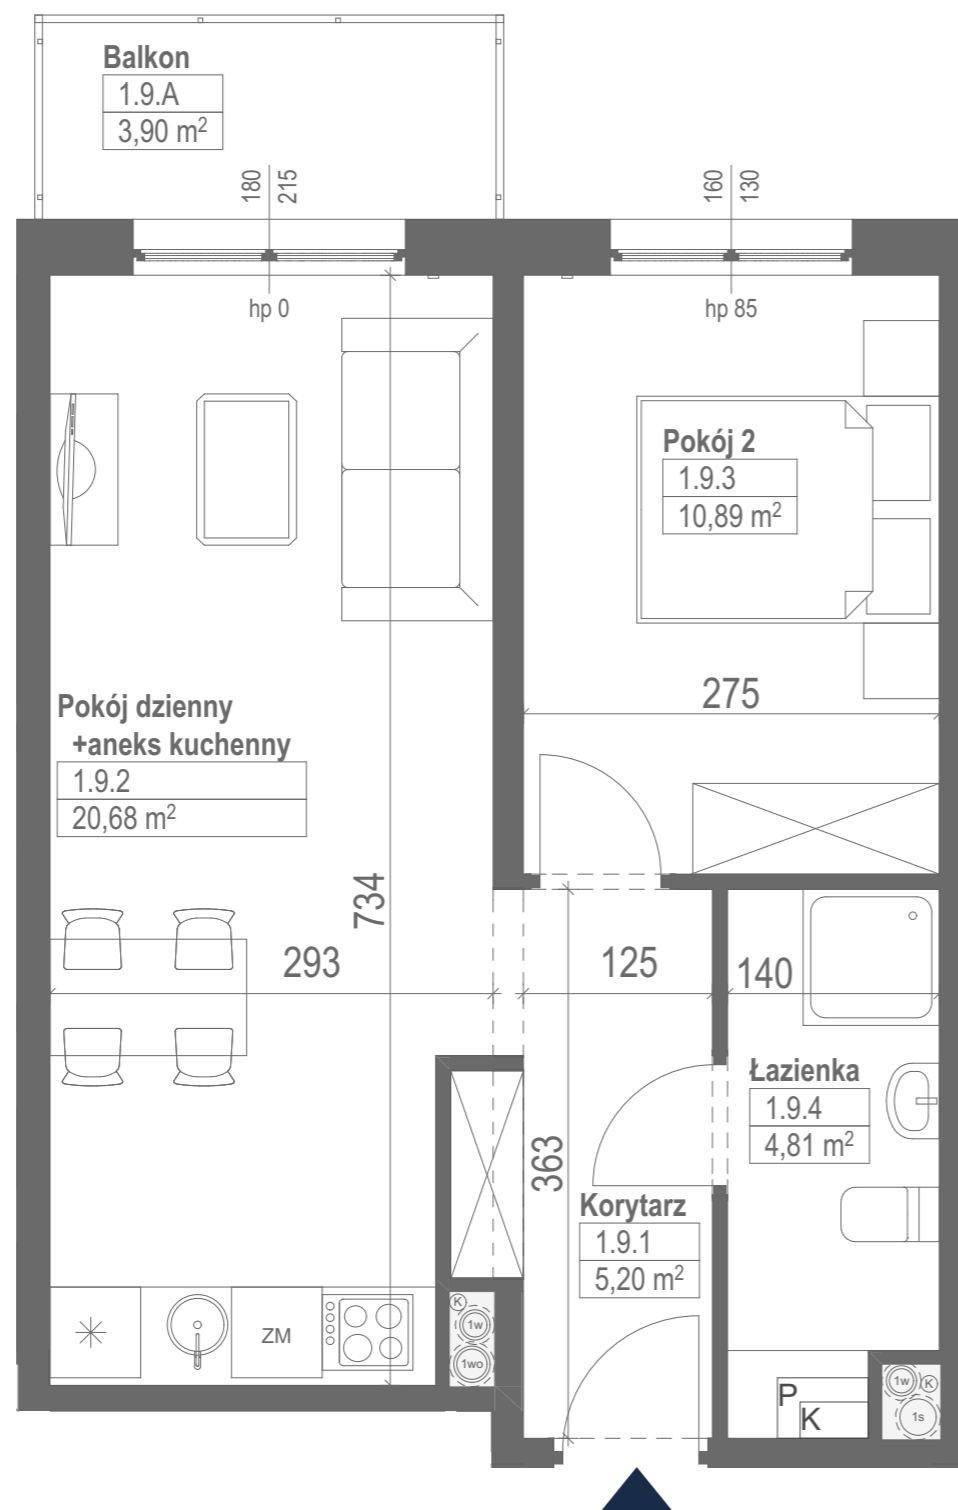 Balkon
1.9.A
3,90 m²
180
215
160
130
hp 0
hp 85
Pokój 2
1.9.3
10,89 m²
275
Pokój dzienny
+aneks kuchenny
1.9.2
20,68 m²
734
293
125
140
Łazienka
1.9.4
4,81 m²
363
Korytarz
1.9.1
5,20 m²
ZM
K
1w
1wo
P
K
1w
K
1s